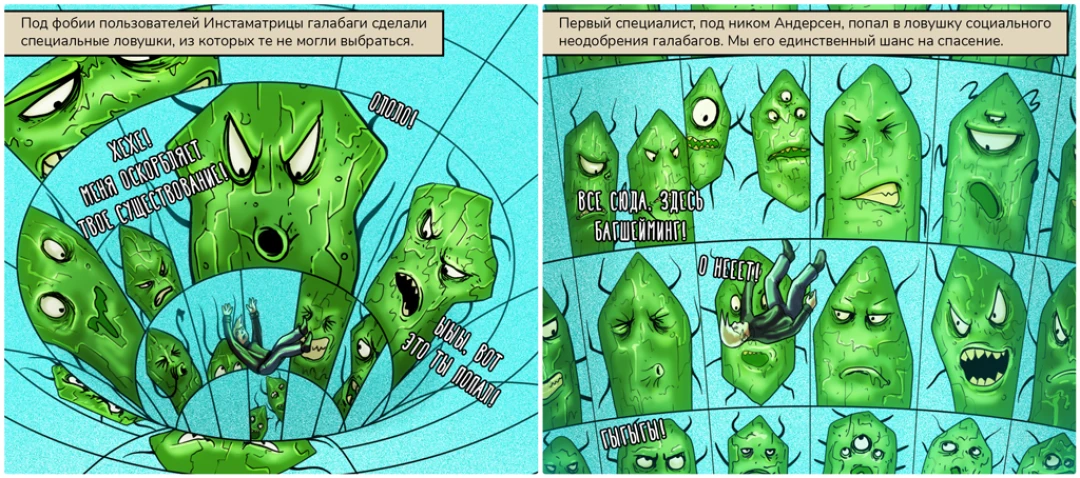 Под фобии пользователей Инстаматрицы галабаги сделали
специальные ловушки, из которых те не могли выбраться.
ХЕХЕ!
МЕНЯ ОСКОРБЛЯЕТ
ТВОЕ СУЩЕСТВОВАНИЕ!
ОЛОЛО!
ЫЫЫ, ВОТ
ЭТО ТЫ ПОПАЛ!
Первый специалист, под ником Андерсен, попал в ловушку социального
неодобрения галабагов. Мы его единственный шанс на спасение.
ВСЕ СЮДА, ЗДЕСЬ
БАГШЕЙМИНГ!
О НЕЕЕТ!
ГЫГЫГЫ!